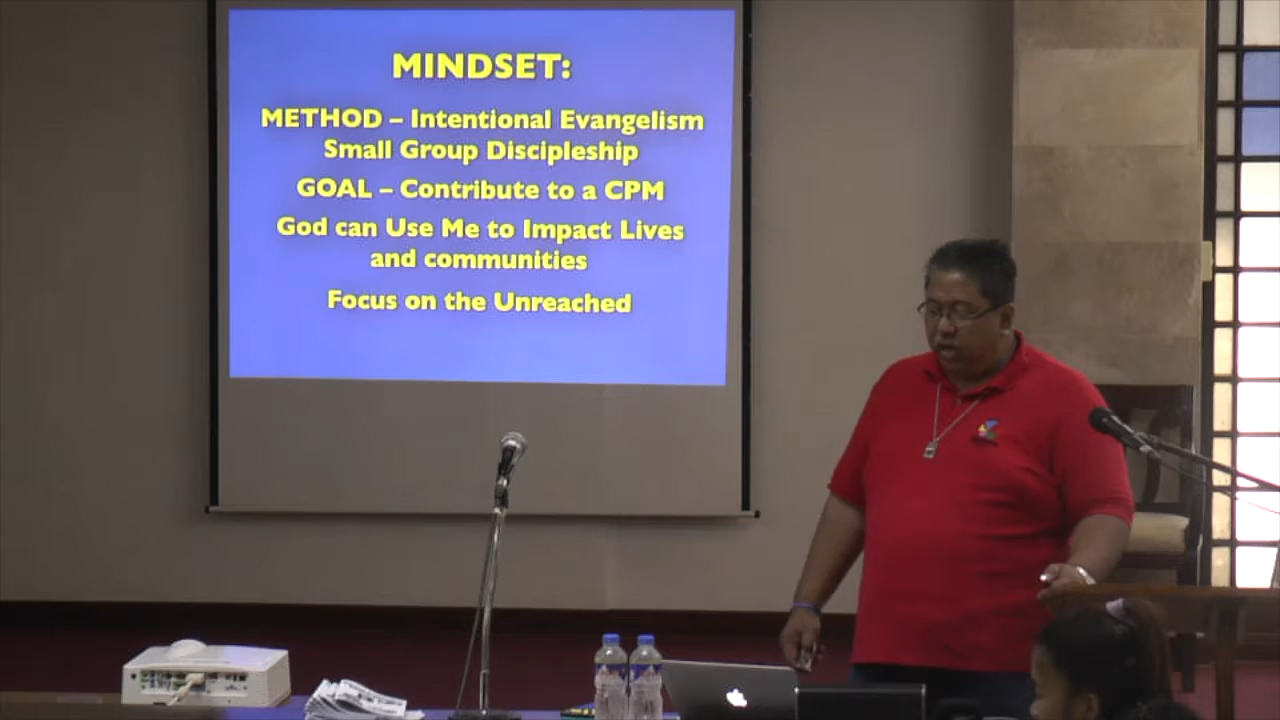 MINDSET:
METHOD – Intentional Evangelism
Small Group Discipleship
GOAL – Contribute to a CPM
God can Use Me to Impact Lives
and communities
Focus on the Unreached